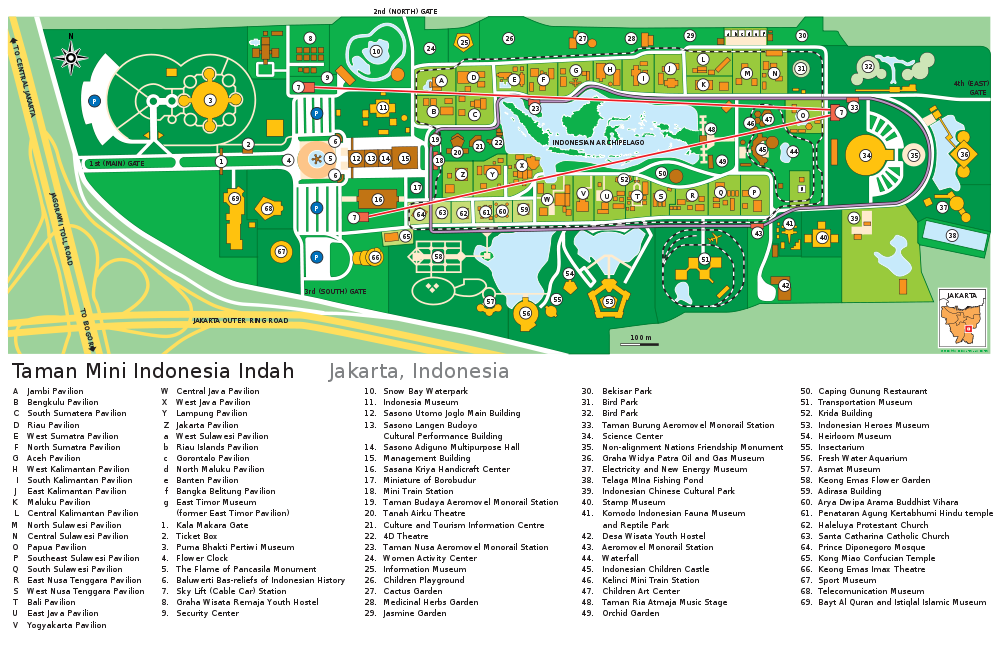 2nd (NORTH) GATE
N
TO CENTRAL JAKARTA
4th (EAST) GATE
1st (MAIN) GATE
INDONESIAN ARCHIPELAGO
JAGORAWI TOLL ROAD
3rd (SOUTH) GATE
TO BOGOR
JAKARTA OUTER RING ROAD
100 m
JAKARTA
Taman Mini Indonesia Indah Jakarta, Indonesia
A Jambi Pavilion
B Bengkulu Pavilion
C South Sumatera Pavilion
D Riau Pavilion
E West Sumatra Pavilion
F North Sumatra Pavilion
G Aceh Pavilion
H West Kalimantan Pavilion
I South Kalimantan Pavilion
J East Kalimantan Pavilion
K Maluku Pavilion
L Central Kalimantan Pavilion
M North Sulawesi Pavilion
N Central Sulawesi Pavilion
O Papua Pavilion
P Southeast Sulawesi Pavilion
Q South Sulawesi Pavilion
R East Nusa Tenggara Pavilion
S West Nusa Tenggara Pavilion
T Bali Pavilion
U East Java Pavilion
V Yogyakarta Pavilion
W Central Java Pavilion
X West Java Pavilion
Y Lampung Pavilion
Z Jakarta Pavilion
a West Sulawesi Pavilion
b Riau Islands Pavilion
c Gorontalo Pavilion
d North Maluku Pavilion
e Banten Pavilion
f Bangka Belitung Pavilion
g East Timor Museum
(former East Timor Pavilion)
1. Kala Makara Gate
2. Ticket Box
3. Purna Bhakti Pertiwi Museum
4. Flower Clock
5. The Flame of Pancasila Monument
6. Baluwerti Bas-reliefs of Indonesian History
7. Sky Lift (Cable Car) Station
8. Graha Wisata Remaja Youth Hostel
9. Security Center
10. Snow Bay Waterpark
11. Indonesia Museum
12. Sasono Utomo Joglo Main Building
13. Sasono Langen Budoyo
Cultural Performance Building
14. Sasono Adiguno Multipurpose Hall
15. Management Building
16. Sasana Kriya Handicraft Center
17. Miniature of Borobudur
18. Mini Train Station
19. Taman Budaya Aeromovel Monorail Station
20. Tanah Airku Theatre
21. Culture and Tourism Information Centre
22. 4D Theatre
23. Taman Nusa Aeromovel Monorail Station
24. Women Activity Center
25. Information Museum
26. Children Playground
27. Cactus Garden
28. Medicinal Herbs Garden
29. Jasmine Garden
30. Bekisar Park
31. Bird Park
32. Bird Park
33. Taman Burung Aeromovel Monorail Station
34. Science Center
35. Non-alignment Nations Friendship Monument
36. Graha Widya Patra Oil and Gas Museum
37. Electricity and New Energy Museum
38. Telaga MIna Fishing Pond
39. Indonesian Chinese Cultural Park
40. Stamp Museum
41. Komodo Indonesian Fauna Museum
and Reptile Park
42. Desa Wisata Youth Hostel
43. Aeromovel Monorail Station
44. Waterfall
45. Indonesian Children Castle
46. Kelinci Mini Train Station
47. Children Art Center
48. Taman Ria Atmaja Music Stage
49. Orchid Garden
50. Caping Gunung Restaurant
51. Transportation Museum
52. Krida Building
53. Indonesian Heroes Museum
54. Heirloom Museum
55. Insectarium
56. Fresh Water Aquarium
57. Asmat Museum
58. Keong Emas Flower Garden
59. Adirasa Building
60. Arya Dwipa Arama Buddhist Vihara
61. Penataran Agung Kertabhumi Hindu temple
62. Haleluya Protestant Church
63. Santa Catharina Catholic Church
64. Prince Diponegoro Mosque
65. Kong Miao Confucian Temple
66. Keong Emas Imax Theatre
67. Sport Museum
68. Telecomunication Museum
69. Bayt Al Quran and Istiqlal Islamic Museum